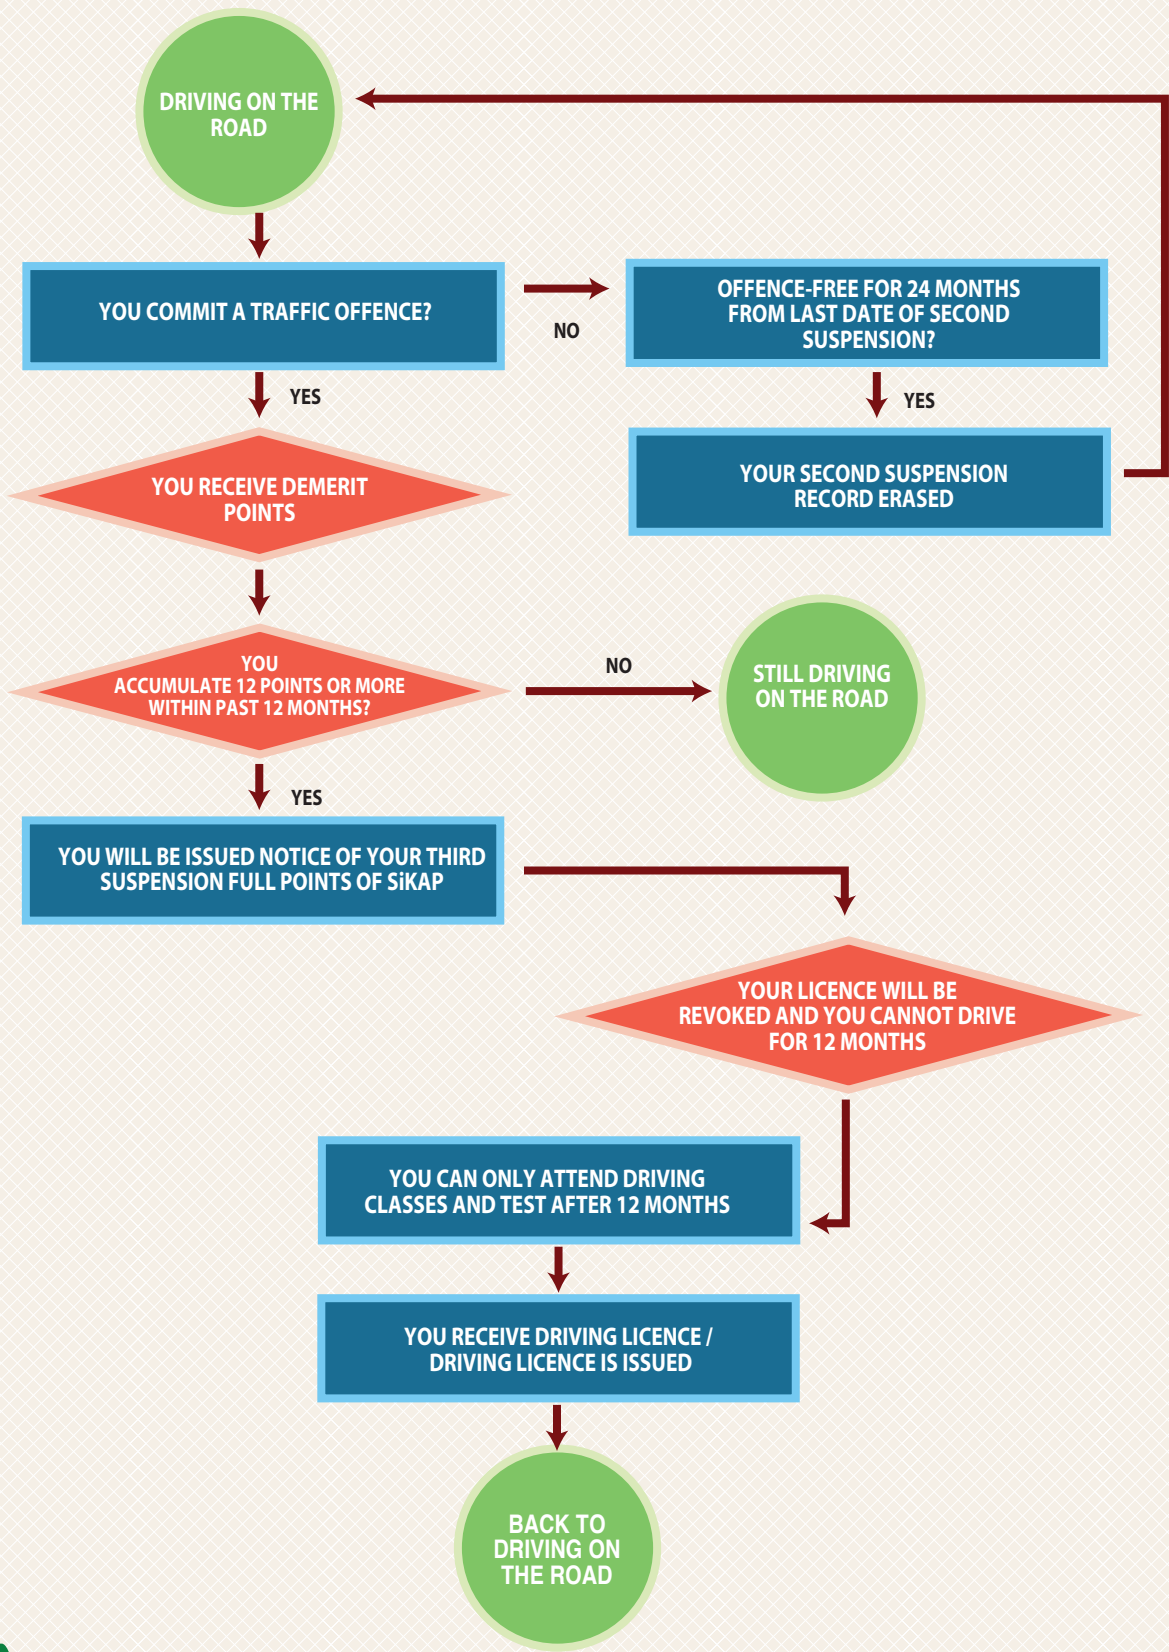 DRIVING ON THE
ROAD
YOU COMMIT A TRAFFIC OFFENCE?
NO
OFFENCE-FREE FOR 24 MONTHS
FROM LAST DATE OF SECOND
SUSPENSION?
YES
YES
YOUR SECOND SUSPENSION
RECORD ERASED
YOU RECEIVE DEMERIT
POINTS
YOU
ACCUMULATE 12 POINTS OR MORE
WITHIN PAST 12 MONTHS?
NO
STILL DRIVING
ON THE ROAD
YES
YOU WILL BE ISSUED NOTICE OF YOUR THIRD
SUSPENSION FULL POINTS OF SiKAP
YOUR LICENCE WILL BE
REVOKED AND YOU CANNOT DRIVE
FOR 12 MONTHS
YOU CAN ONLY ATTEND DRIVING
CLASSES AND TEST AFTER 12 MONTHS
YOU RECEIVE DRIVING LICENCE /
DRIVING LICENCE IS ISSUED
BACK TO
DRIVING ON
THE ROAD